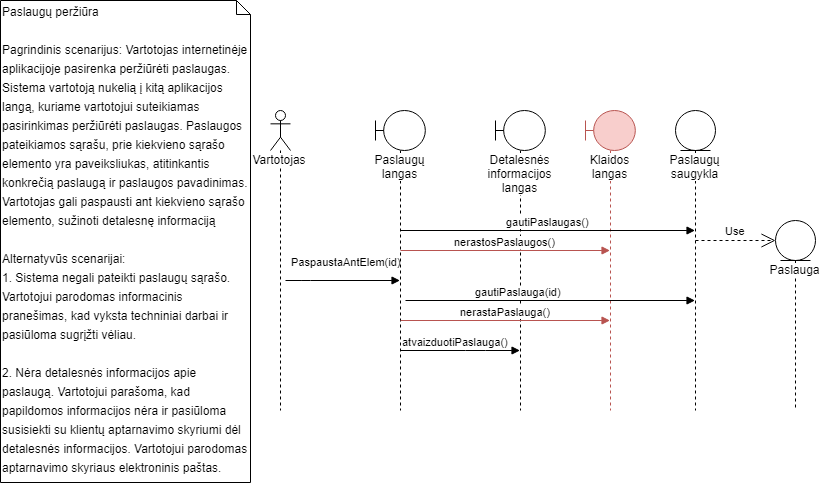 Paslaugų peržiūra
Pagrindinis scenarijus: Vartotojas internetinėje
aplikacijoje pasirenka peržiūrėti paslaugas.
Sistema vartotoją nukelią į kitą aplikacijos
langą, kuriame vartotojui suteikiamas
pasirinkimas peržiūrėti paslaugas. Paslaugos
pateikiamos sąrašu, prie kiekvieno sąrašo
elemento yra paveiksliukas, atitinkantis
konkrečią paslaugą ir paslaugos pavadinimas.
Vartotojas gali paspausti ant kiekvieno sąrašo
elemento, sužinoti detalesnę informaciją
Alternatyvūs scenarijai:
1. Sistema negali pateikti paslaugų sąrašo.
Vartotojui parodomas informacinis
pranešimas, kad vyksta techniniai darbai ir
pasiūloma sugrįžti vėliau.
2. Nėra detalesnės informacijos apie
paslaugą. Vartotojui parašoma, kad
papildomos informacijos nėra ir pasiūloma
susisiekti su klientų aptarnavimo skyriumi dėl
detalesnės informacijos. Vartotojui parodomas
aptarnavimo skyriaus elektroninis paštas.
Vartotojas
Paslaugų
langas
Detalesnės
informacijos
langas
Klaidos
langas
Paslaugų
saugykla
gautiPaslaugas()
Use
nerastosPaslaugos()
PaspaustaAntElem(id)
Paslauga
gautiPaslauga(id)
nerastaPaslauga()
atvaizduotiPaslauga()